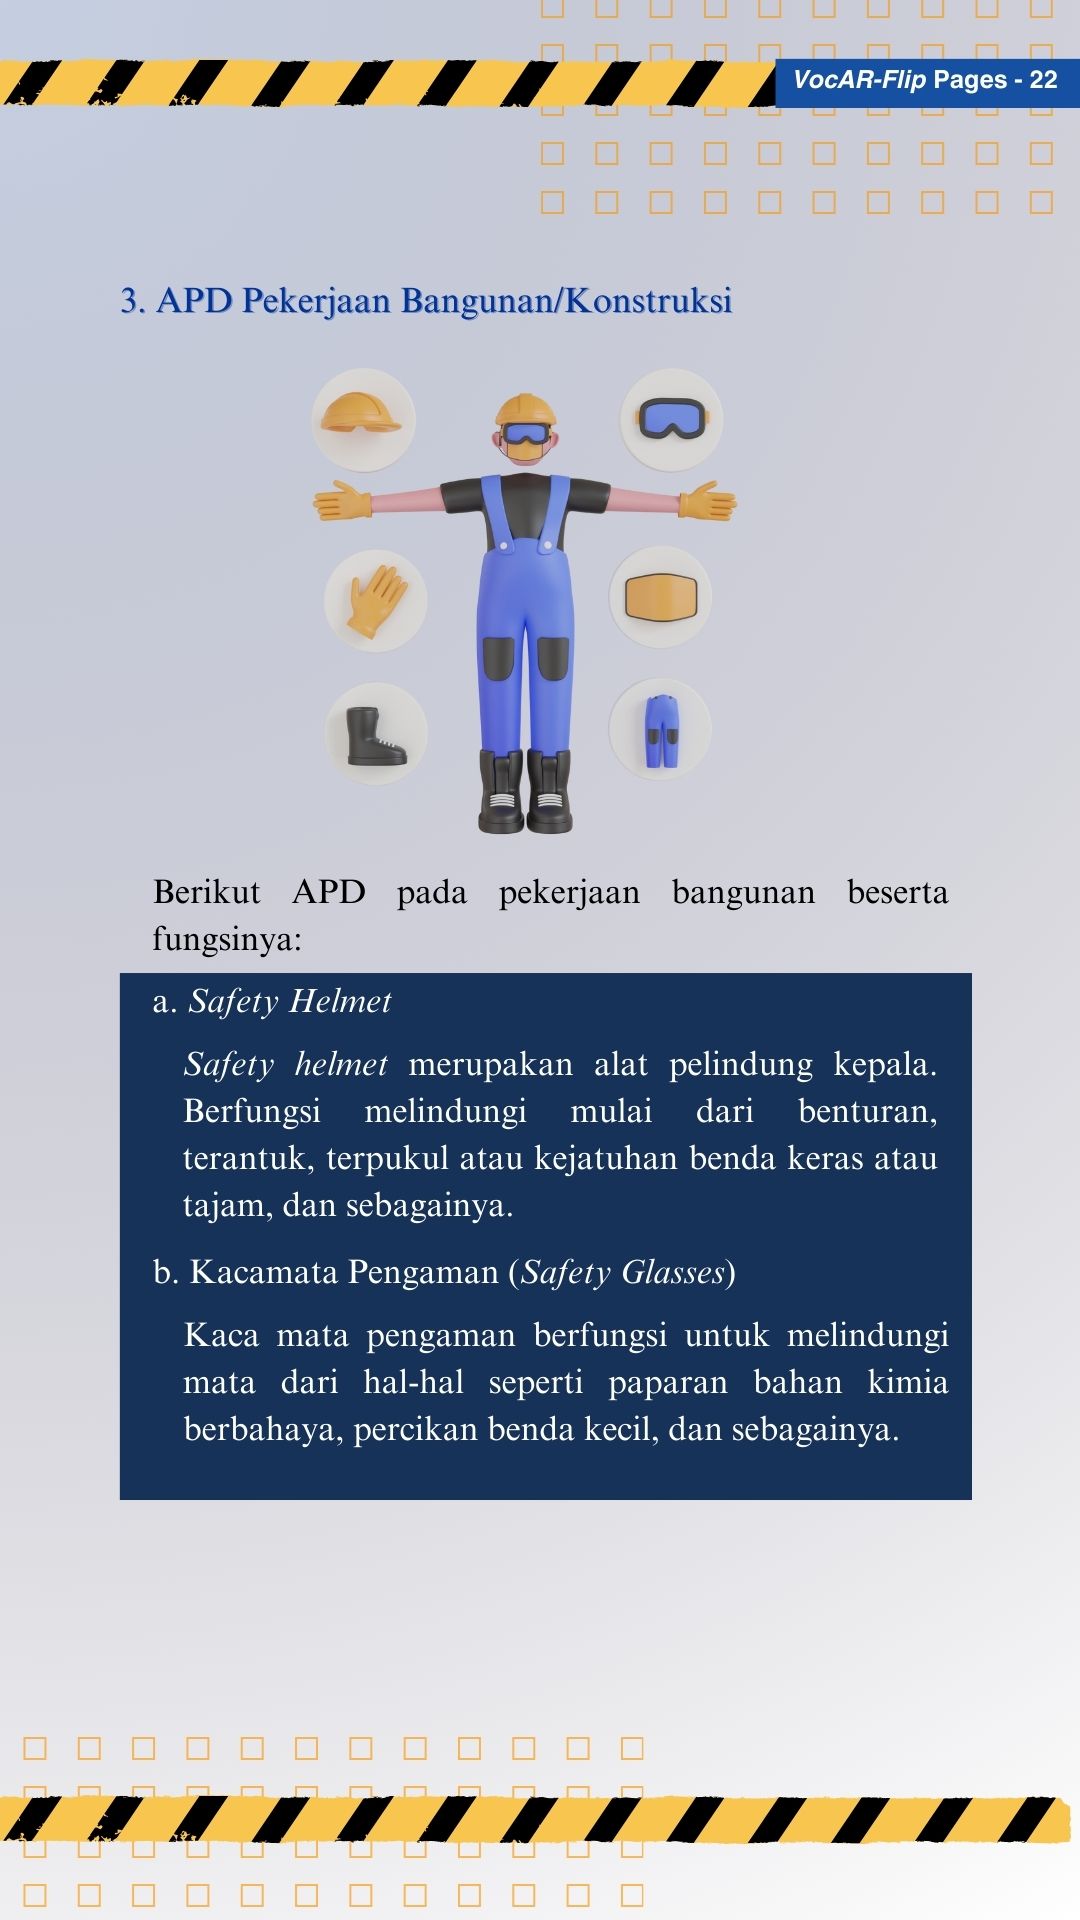 VocAR-Flip Pages - 22
3. APD Pekerjaan Bangunan/Konstruksi
Berikut APD pada pekerjaan bangunan beserta
fungsinya:
a. Safety Helmet
Safety helmet merupakan alat pelindung kepala.
Berfungsi melindungi mulai dari benturan,
terantuk, terpukul atau kejatuhan benda keras atau
tajam, dan sebagainya.
b. Kacamata Pengaman (Safety Glasses)
Kaca mata pengaman berfungsi untuk melindungi
mata dari hal-hal seperti paparan bahan kimia
berbahaya, percikan benda kecil, dan sebagainya.